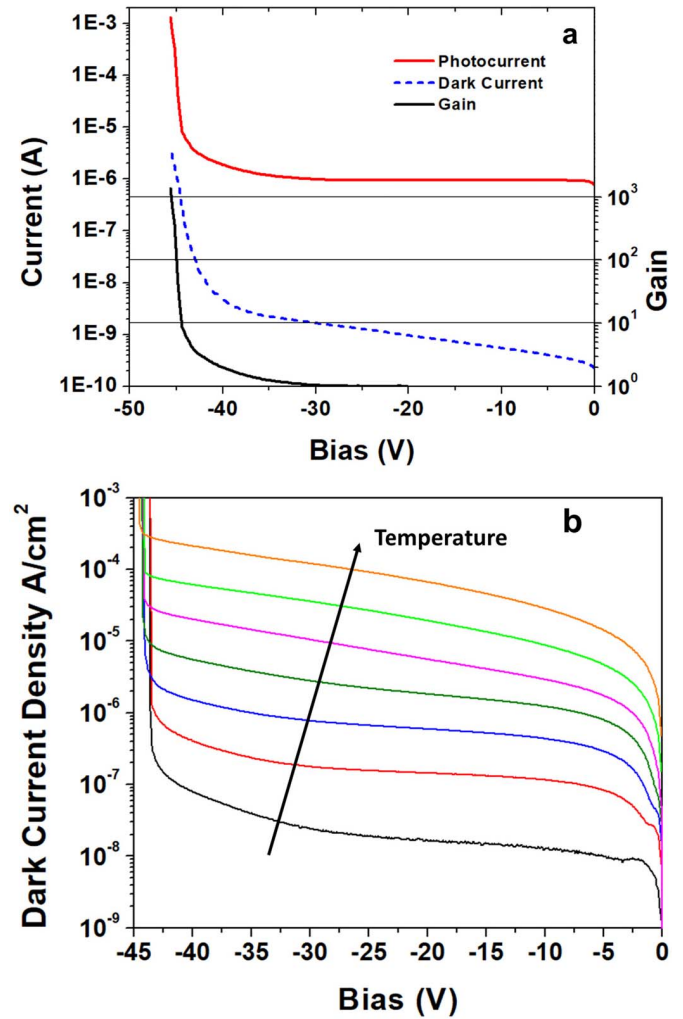 a
1E-3
1E-4
1E-5
1E-6
1E-7
1E-8
1E-9
1E-10
Current (A)
Photocurrent
Dark Current
Gain
10³
10²
10¹
10⁰
Gain
-50 -40 -30 -20 -10 0
Bias (V)
b
Temperature
10⁻³
10⁻⁴
10⁻⁵
10⁻⁶
10⁻⁷
10⁻⁸
10⁻⁹
Dark Current Density A/cm²
-45 -40 -35 -30 -25 -20 -15 -10 -5 0
Bias (V)